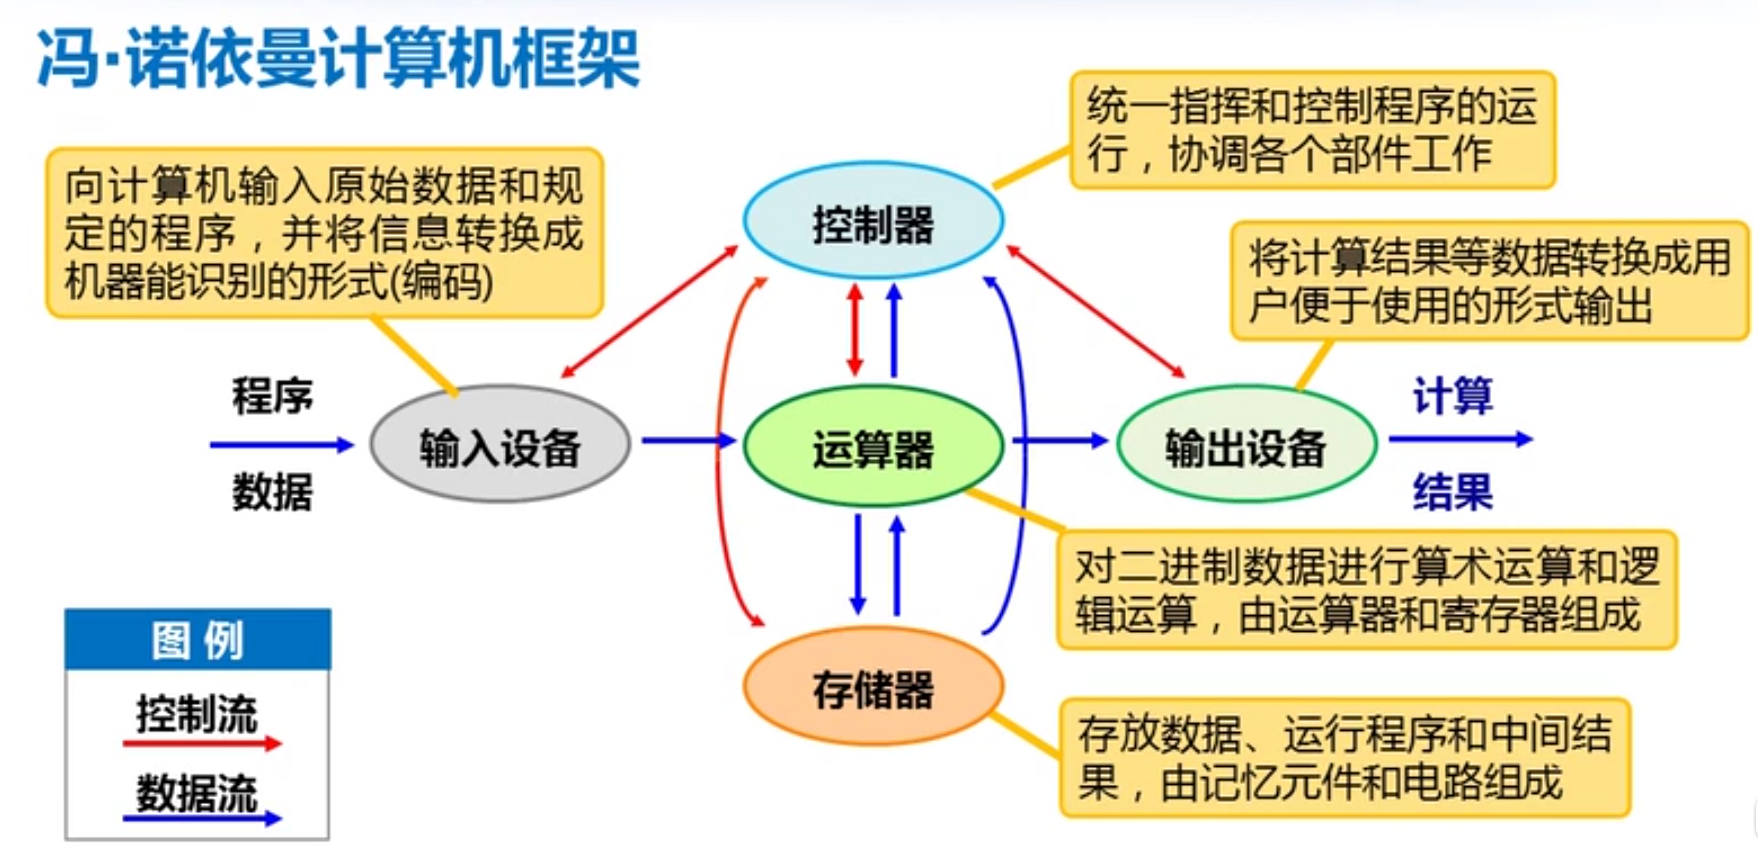 冯·诺依曼计算机框架
统一指挥和控制程序的运
行，协调各个部件工作
向计算机输入原始数据和规
定的程序，并将信息转换成
机器能识别的形式(编码)
控制器
将计算结果等数据转换成用
户便于使用的形式输出
程序
数据
输入设备
运算器
输出设备
计算
结果
对二进制数据进行算术运算和逻
辑运算，由运算器和寄存器组成
图 例
控制流
数据流
存储器
存放数据、运行程序和中间结
果，由记忆元件和电路组成